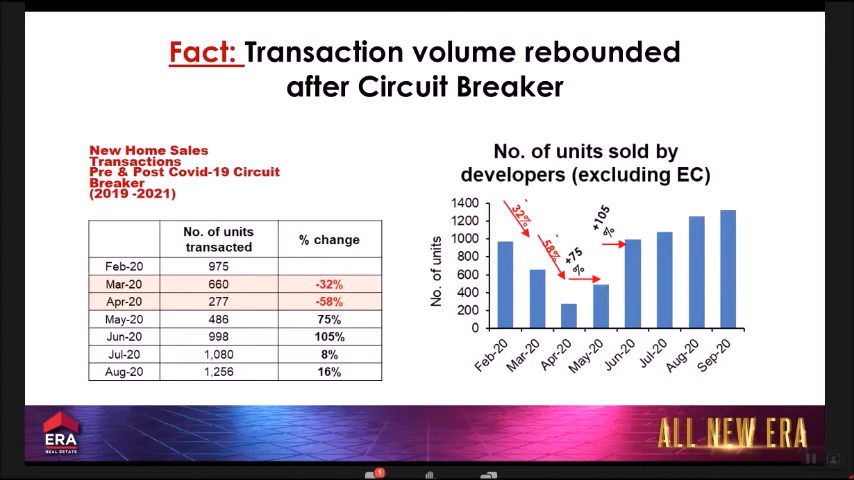 Fact: Transaction volume rebounded
after Circuit Breaker
New Home Sales
Transactions
Pre & Post Covid-19 Circuit
Breaker
(2019 -2021)
No. of units transacted % change
Feb-20 975
Mar-20 660 -32%
Apr-20 277 -58%
May-20 486 75%
Jun-20 998 105%
Jul-20 1,080 8%
Aug-20 1,256 16%
No. of units sold by
developers (excluding EC)
No. of units
1400
1200
1000
800
600
400
200
0
-32%
-58%
+75%
+105%
Feb-20 Mar-20 Apr-20 May-20 Jun-20 Jul-20 Aug-20 Sep-20
ERA
REAL ESTATE
ALL NEW ERA
1